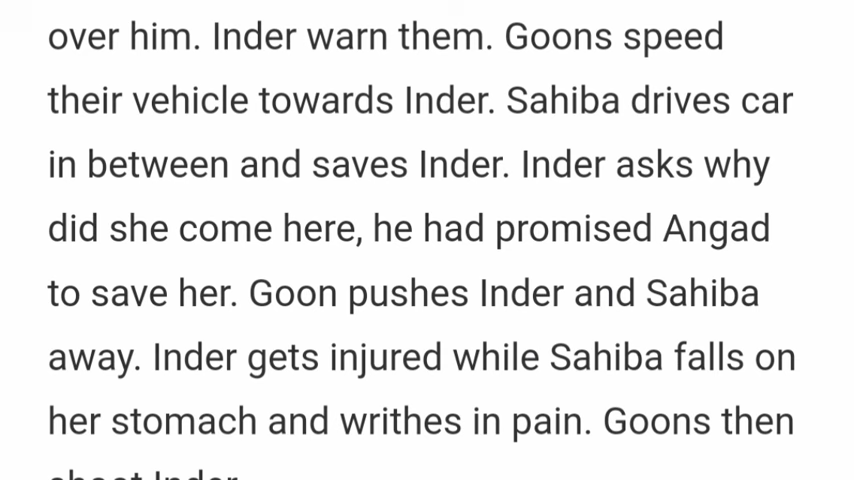 over him. Inder warn them. Goons speed
their vehicle towards Inder. Sahiba drives car
in between and saves Inder. Inder asks why
did she come here, he had promised Angad
to save her. Goon pushes Inder and Sahiba
away. Inder gets injured while Sahiba falls on
her stomach and writhes in pain. Goons then
shoot Inder